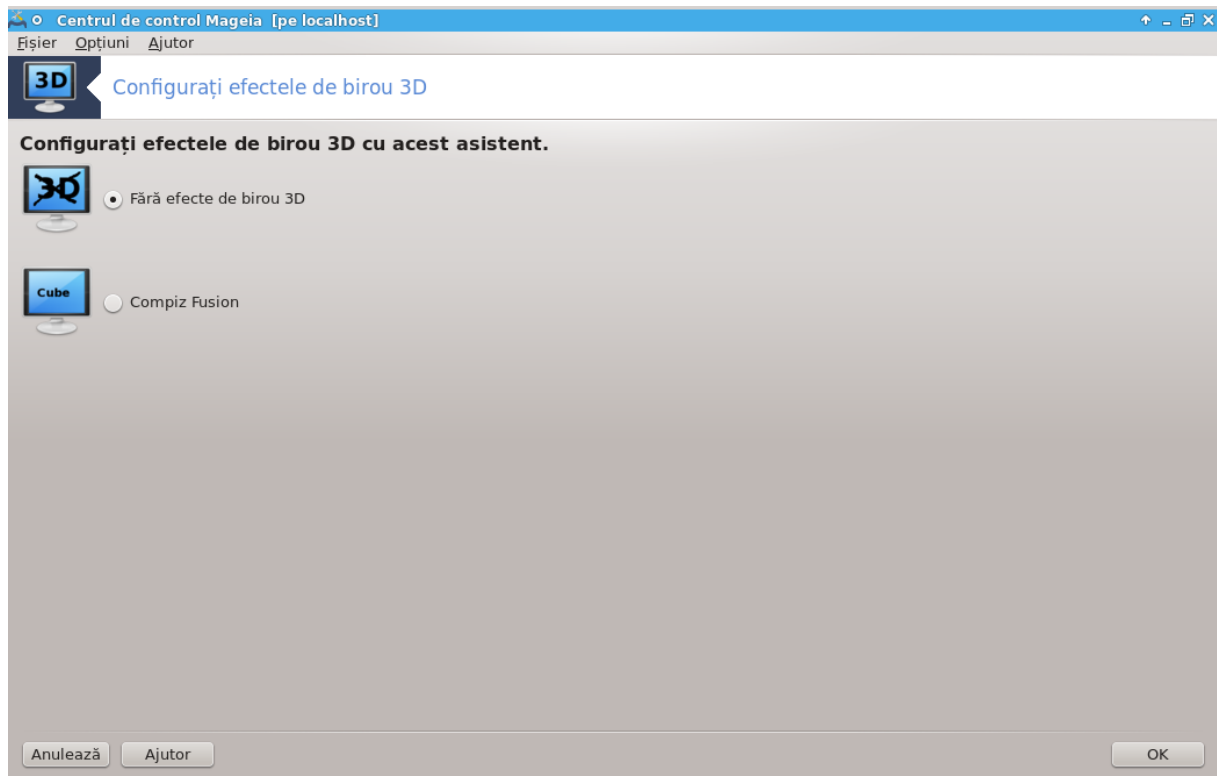 Centrul de control Mageia [pe localhost]
Fișier Opțiuni Ajutor
3D
Configurați efectele de birou 3D
Configurați efectele de birou 3D cu acest asistent.
3D
Fără efecte de birou 3D
Cube
Compiz Fusion
Anulează Ajutor OK